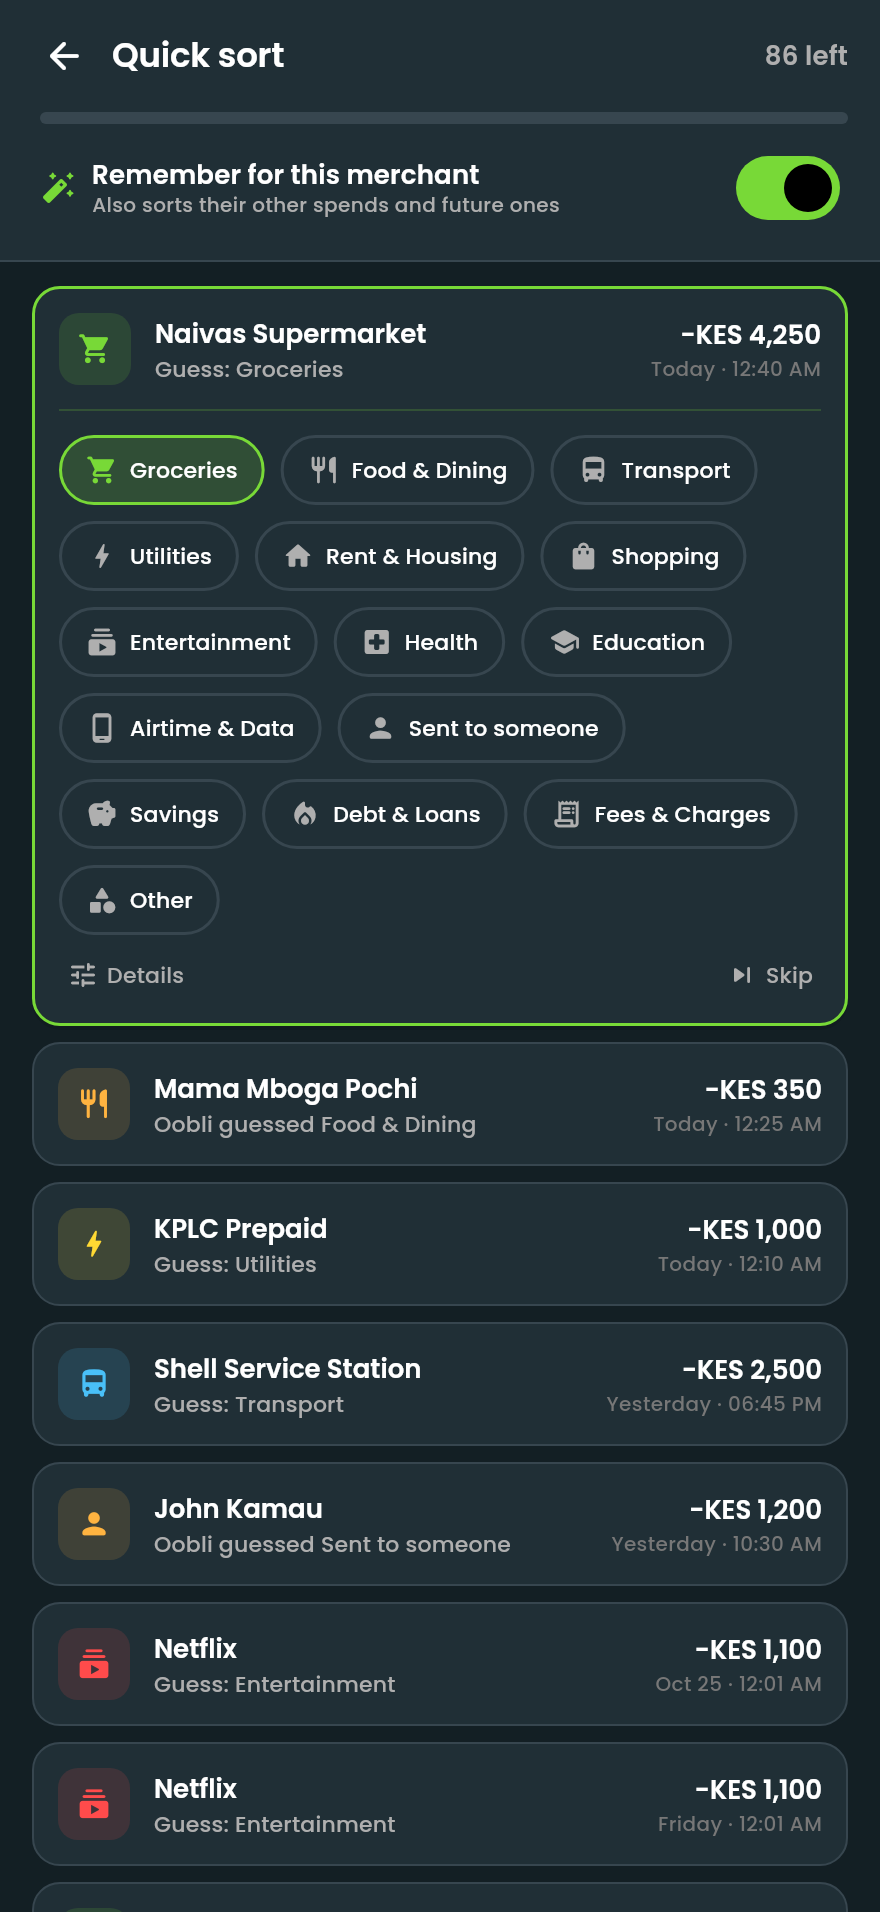 Quick sort
86 left
Remember for this merchant
Also sorts their other spends and future ones
Naivas Supermarket
-KES 4,250
Guess: Groceries
Today · 12:40 AM
Groceries
Food & Dining
Transport
Utilities
Rent & Housing
Shopping
Entertainment
Health
Education
Airtime & Data
Sent to someone
Savings
Debt & Loans
Fees & Charges
Other
Details
Skip
Mama Mboga Pochi
-KES 350
Oobli guessed Food & Dining
Today · 12:25 AM
KPLC Prepaid
-KES 1,000
Guess: Utilities
Today · 12:10 AM
Shell Service Station
-KES 2,500
Guess: Transport
Yesterday · 06:45 PM
John Kamau
-KES 1,200
Oobli guessed Sent to someone
Yesterday · 10:30 AM
Netflix
-KES 1,100
Guess: Entertainment
Oct 25 · 12:01 AM
Netflix
-KES 1,100
Guess: Entertainment
Friday · 12:01 AM